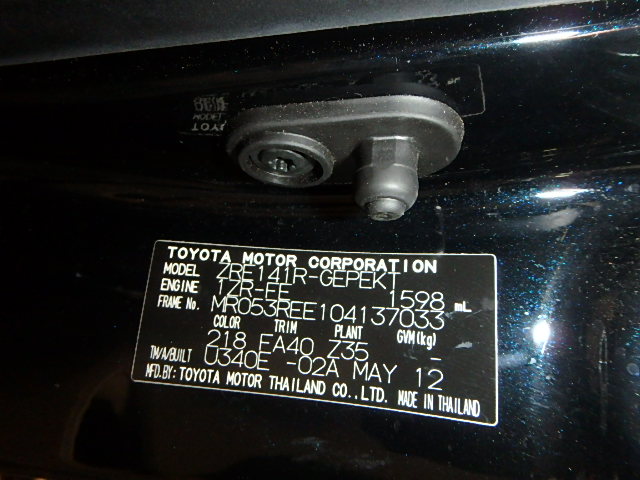 TOYOTA MOTOR CORPORATION
MODEL ZRE141R-GEPEKT
ENGINE 1ZR-FE 1598 mL
FRAME No. MR053REE104137033
COLOR TRIM PLANT GVM(kg)
218 FA40 Z35 -
TM/A/BUILT U340E -02A MAY 12
MFD.BY: TOYOTA MOTOR THAILAND CO.,LTD. MADE IN THAILAND